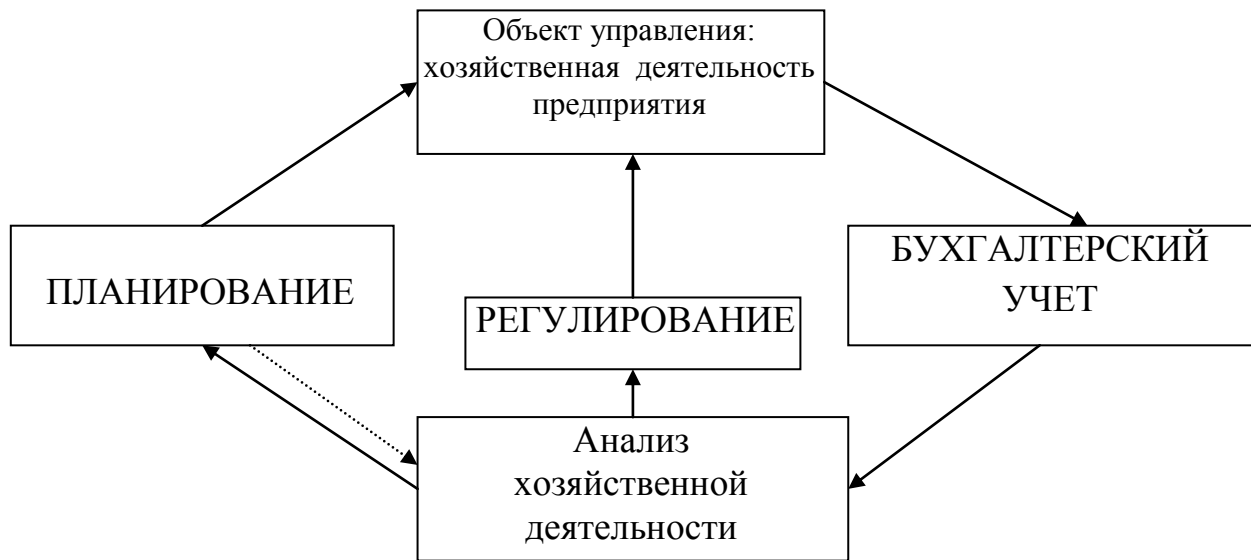 Объект управления:
хозяйственная деятельность
предприятия
ПЛАНИРОВАНИЕ
РЕГУЛИРОВАНИЕ
БУХГАЛТЕРСКИЙ
УЧЕТ
Анализ
хозяйственной
деятельности